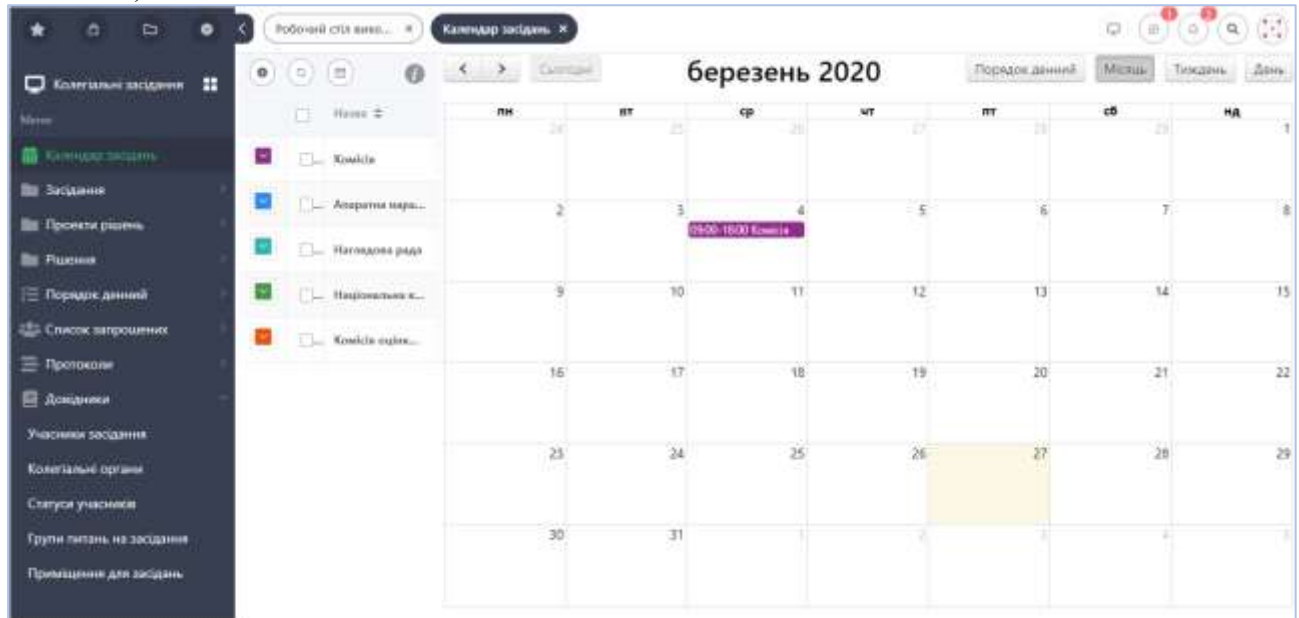 Робочий стіл вико... ×
Календар засідань ×
1
2
Колегіальні засідання
Меню
Календар засідань
Засідання
Проекти рішень
Рішення
Порядок денний
Список запрошених
Протоколи
Довідники
Учасники засідання
Колегіальні органи
Статуси учасників
Групи питань на засідання
Приміщення для засідань
Назва
Комісія
Апаратна нара...
Наглядова рада
Національна к...
Комісія оцінк...
Сьогодні
березень 2020
Порядок денний Місяць Тиждень День
пн вт ср чт пт сб нд
24 25 26 27 28 29 1
2 3 4 5 6 7 8
09:00-18:00 Комісія
9 10 11 12 13 14 15
16 17 18 19 20 21 22
23 24 25 26 27 28 29
30 31 1 2 3 4 5